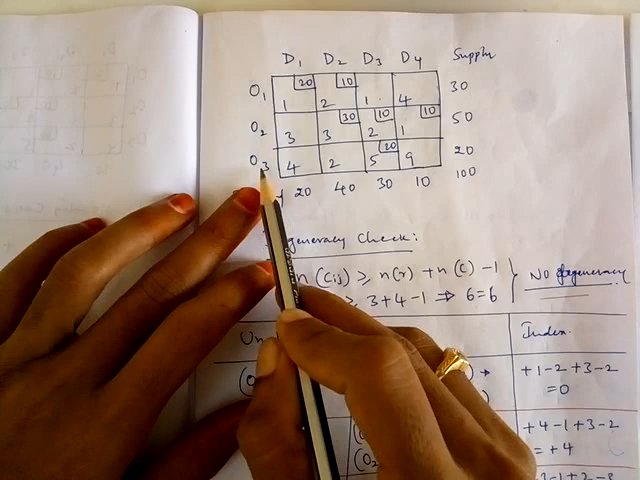 D1 D2 D3 D4 Supply
O1 20 10 30
1 2 1 4
O2 30 10 10 50
3 3 2 1
O3 20 20
4 2 5 9
20 40 30 10 100
Check:
n(Cij) ≥ n(r) + n(c) - 1 } No degeneracy
≥ 3+4-1 ⇒ 6=6
Index.
+1-2+3-2
=0
+4-1+3-2
= +4